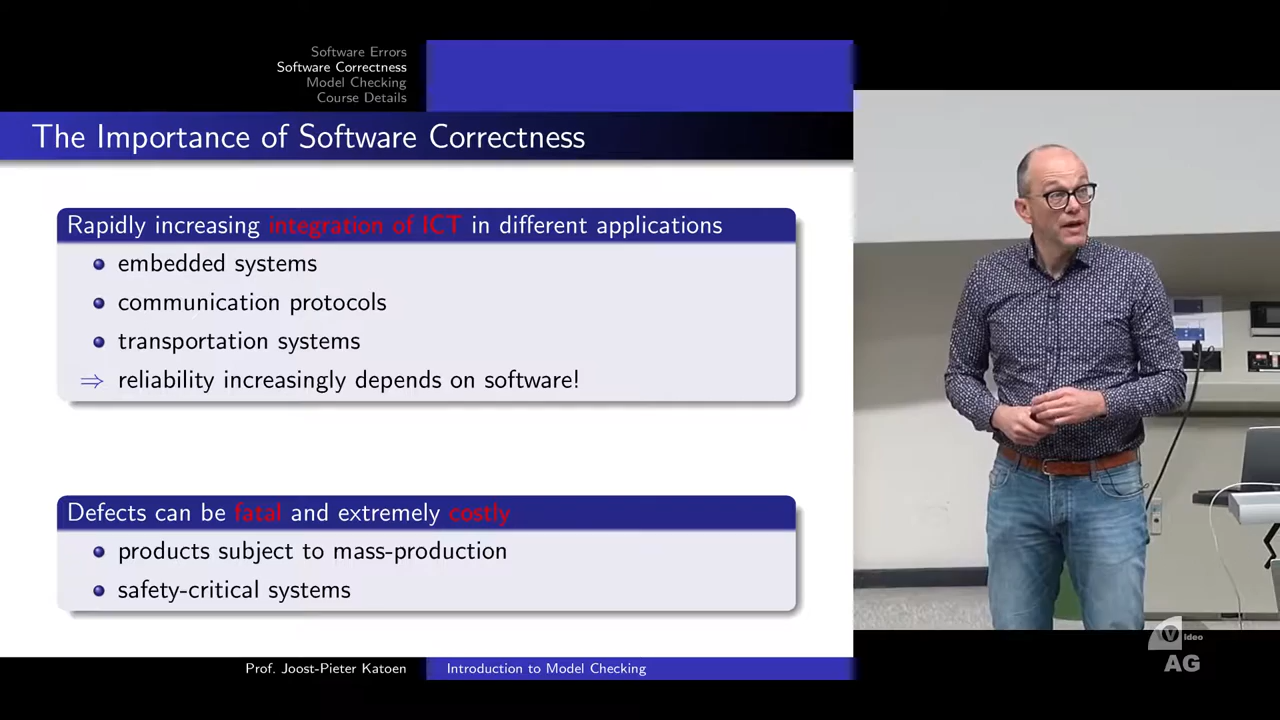 Software Errors
Software Correctness
Model Checking
Course Details
The Importance of Software Correctness
Rapidly increasing integration of ICT in different applications
embedded systems
communication protocols
transportation systems
⇒ reliability increasingly depends on software!
Defects can be fatal and extremely costly
products subject to mass-production
safety-critical systems
Prof. Joost-Pieter Katoen
Introduction to Model Checking
Video
AG